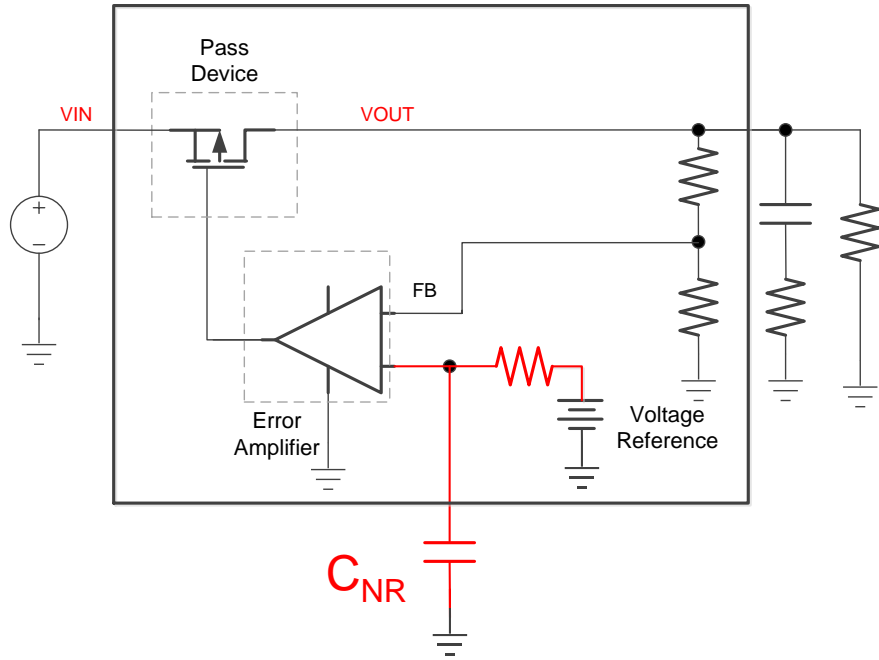 Pass
Device
VIN
VOUT
+
−
FB
Error
Amplifier
Voltage
Reference
CNR